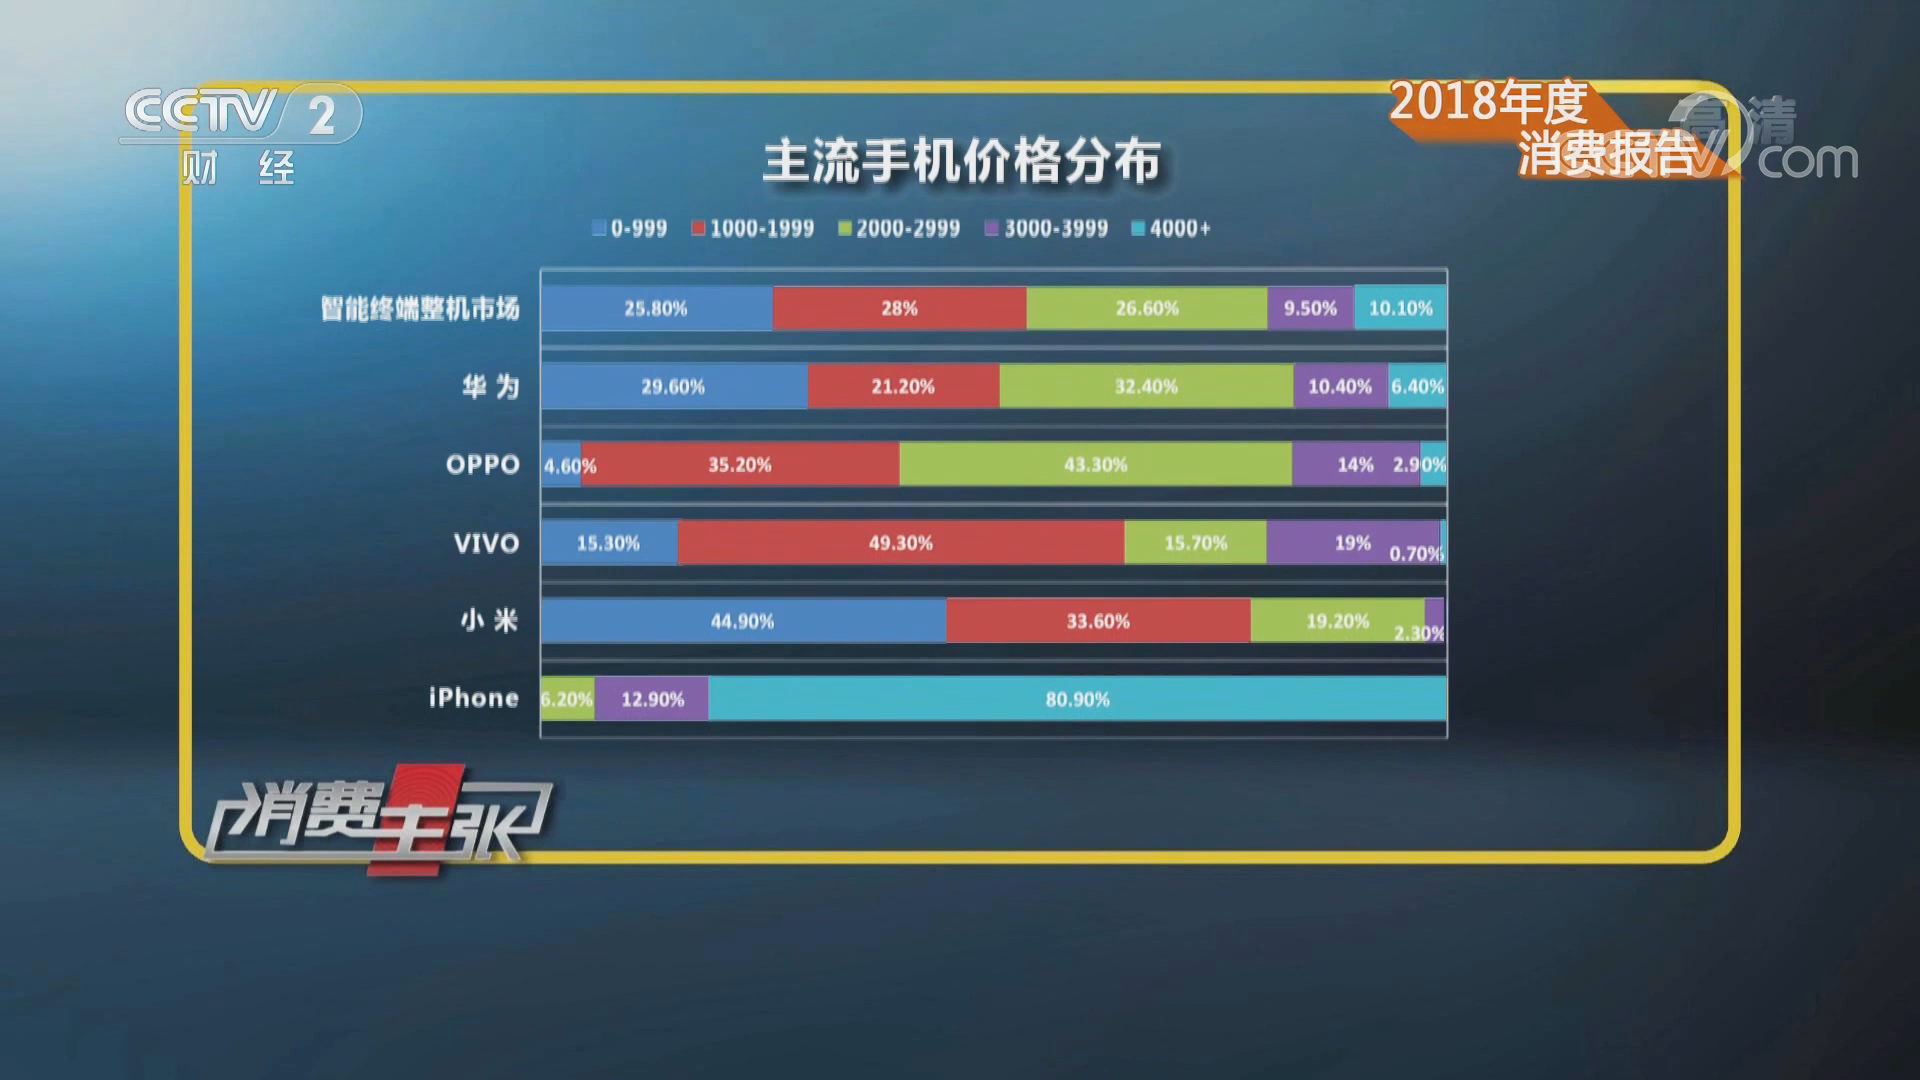 CCTV 2
财 经
2018年度
消费报告
高清
CCTV com
主流手机价格分布
0-999 1000-1999 2000-2999 3000-3999 4000+
智能终端整机市场 25.80% 28% 26.60% 9.50% 10.10%
华 为 29.60% 21.20% 32.40% 10.40% 6.40%
OPPO 4.60% 35.20% 43.30% 14% 2.90%
VIVO 15.30% 49.30% 15.70% 19% 0.70%
小 米 44.90% 33.60% 19.20% 2.30%
iPhone 6.20% 12.90% 80.90%
消费主张